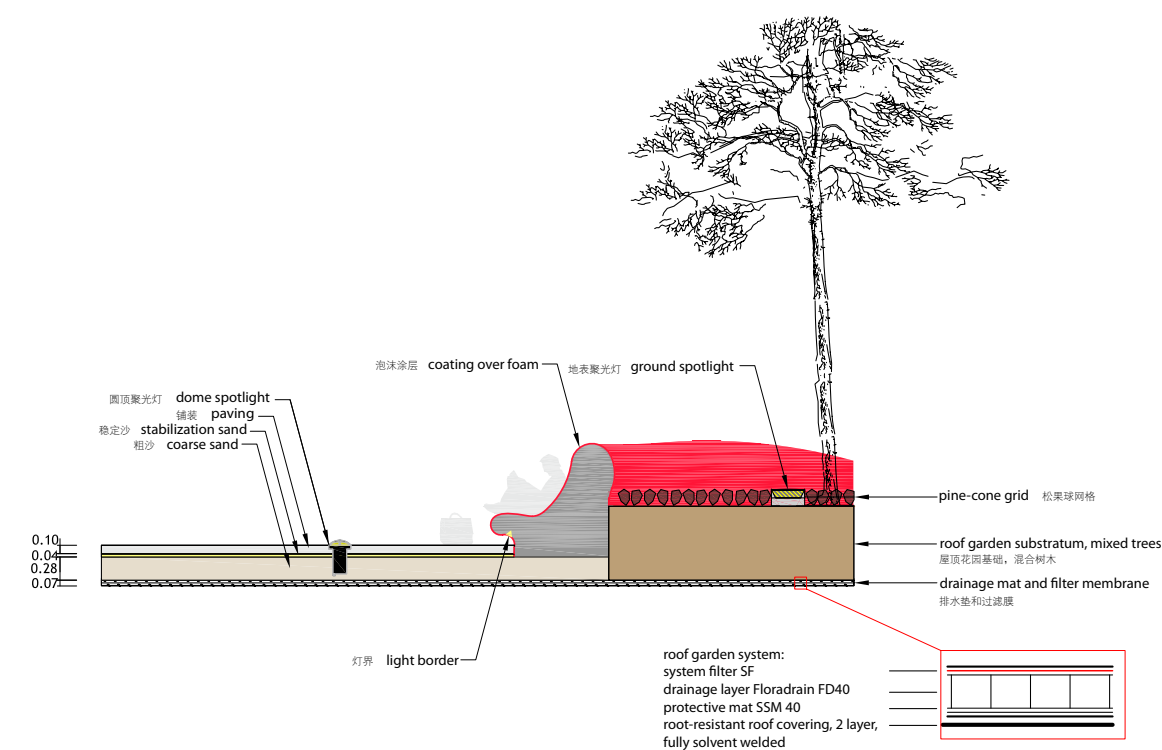 泡沫涂层 coating over foam
地表聚光灯 ground spotlight
圆顶聚光灯 dome spotlight
铺装 paving
稳定沙 stabilization sand
粗沙 coarse sand
pine-cone grid 松果球网格
0.10
0.04
0.28
0.07
roof garden substratum, mixed trees
屋顶花园基础，混合树木
drainage mat and filter membrane
排水垫和过滤膜
灯界 light border
roof garden system:
system filter SF
drainage layer Floradrain FD40
protective mat SSM 40
root-resistant roof covering, 2 layer,
fully solvent welded